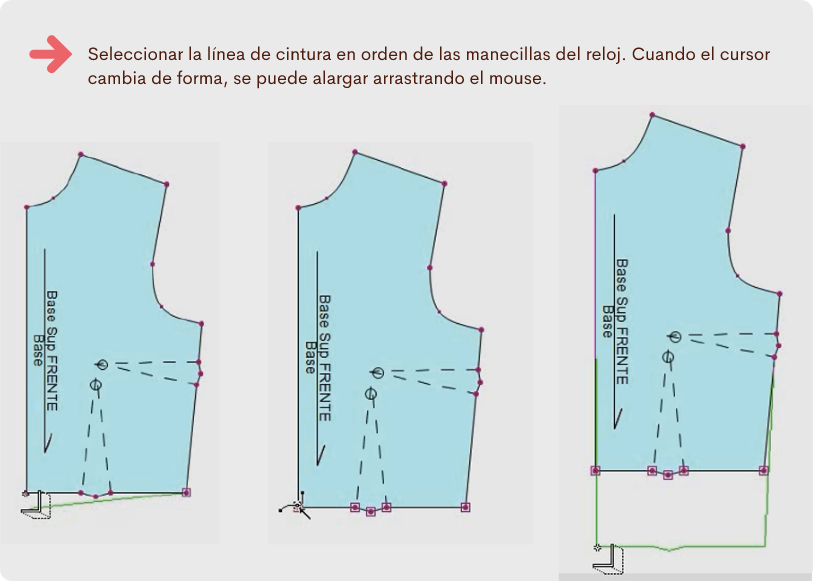 Seleccionar la línea de cintura en orden de las manecillas del reloj. Cuando el cursor
cambia de forma, se puede alargar arrastrando el mouse.
Base Sup FRENTE
Base
Base Sup FRENTE
Base
Base Sup FRENTE
Base